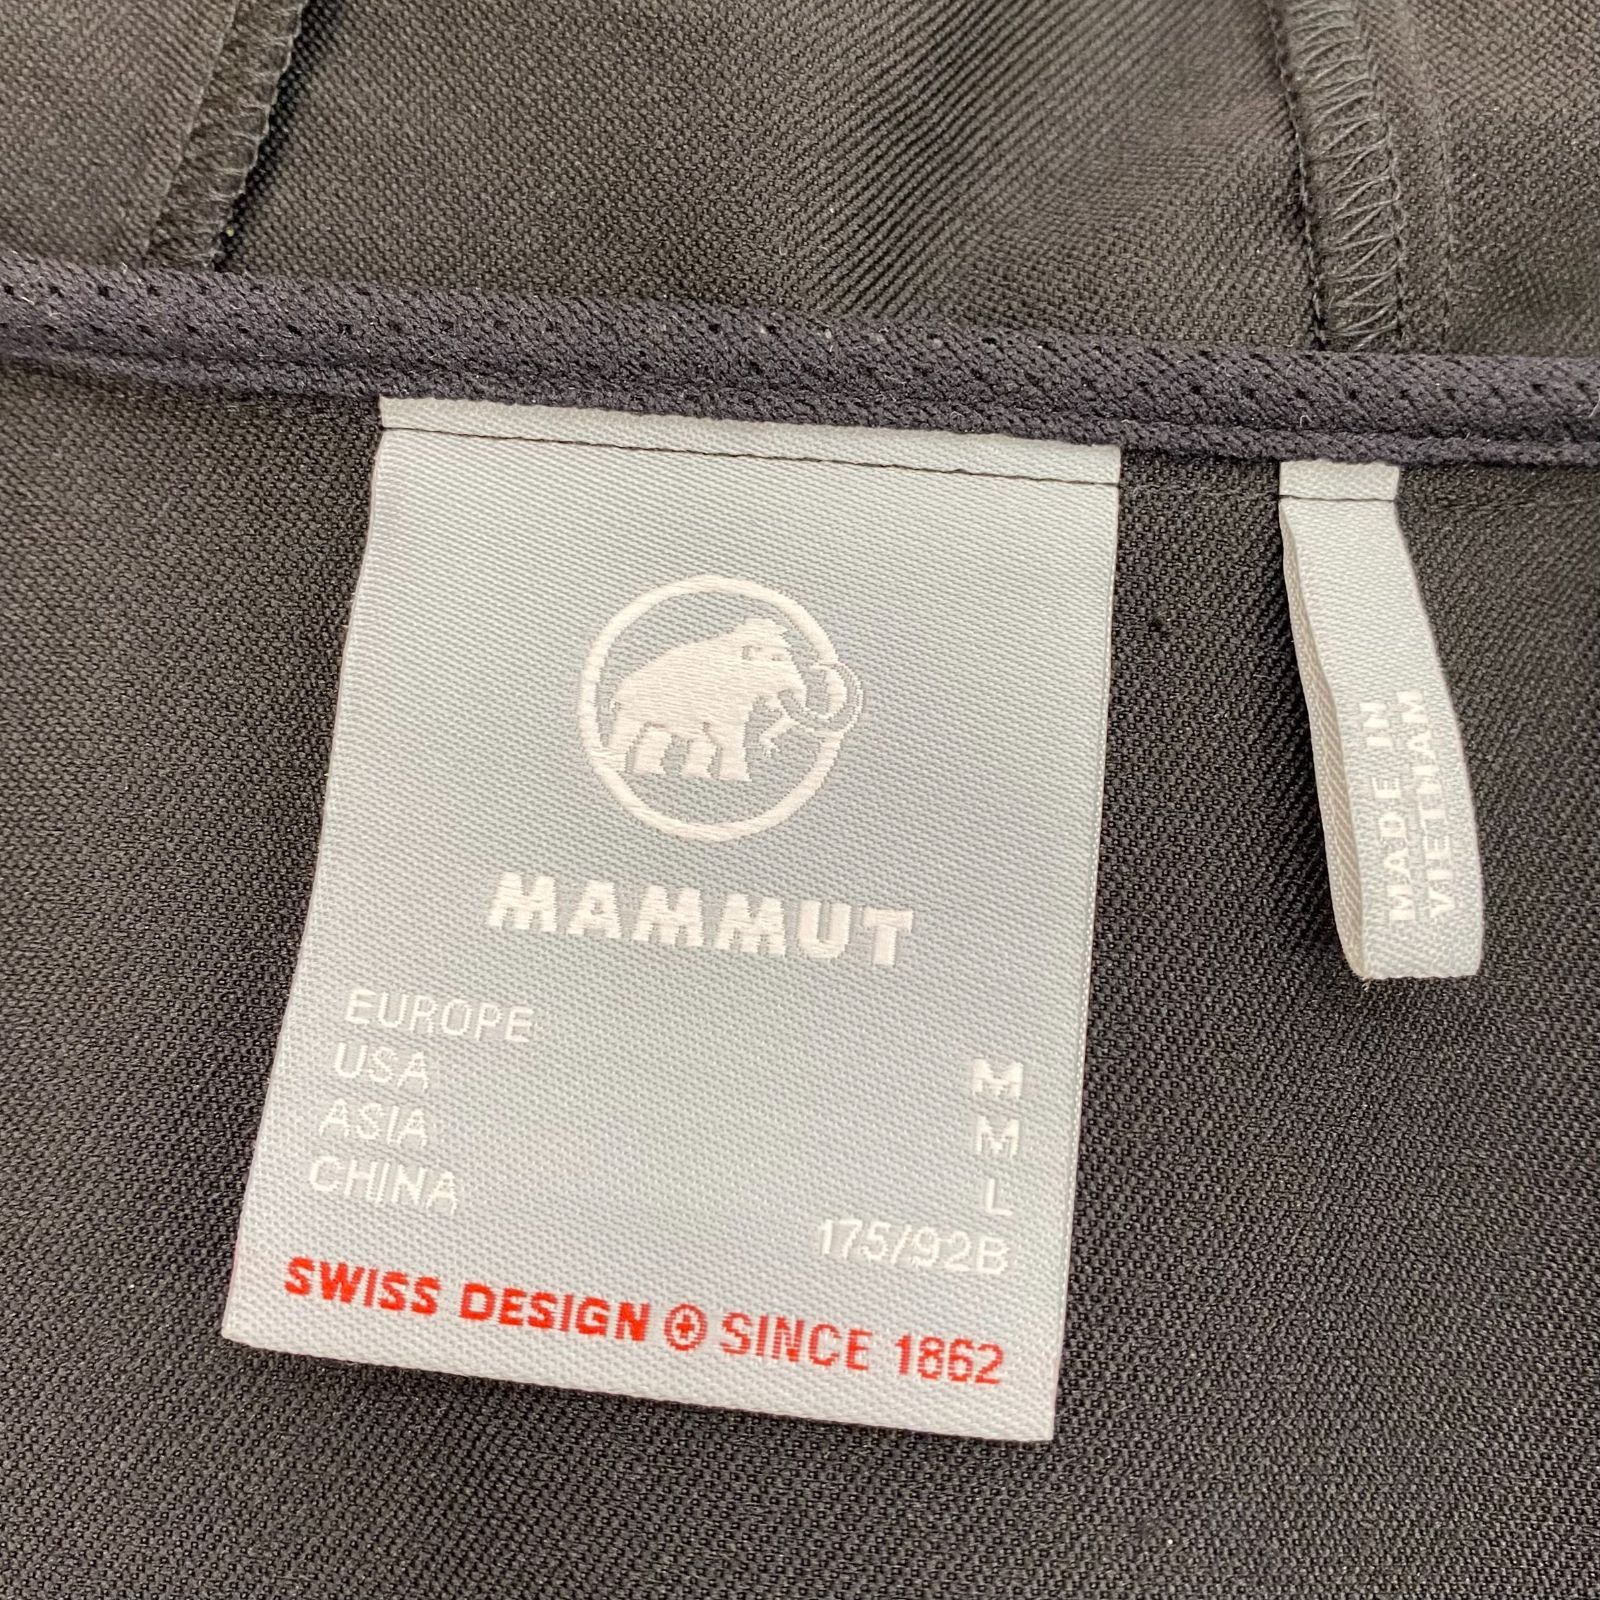 MAMMUT
EUROPE M
USA M
ASIA L
CHINA 175/92B
SWISS DESIGN SINCE 1862
MADE IN
VIETNAM